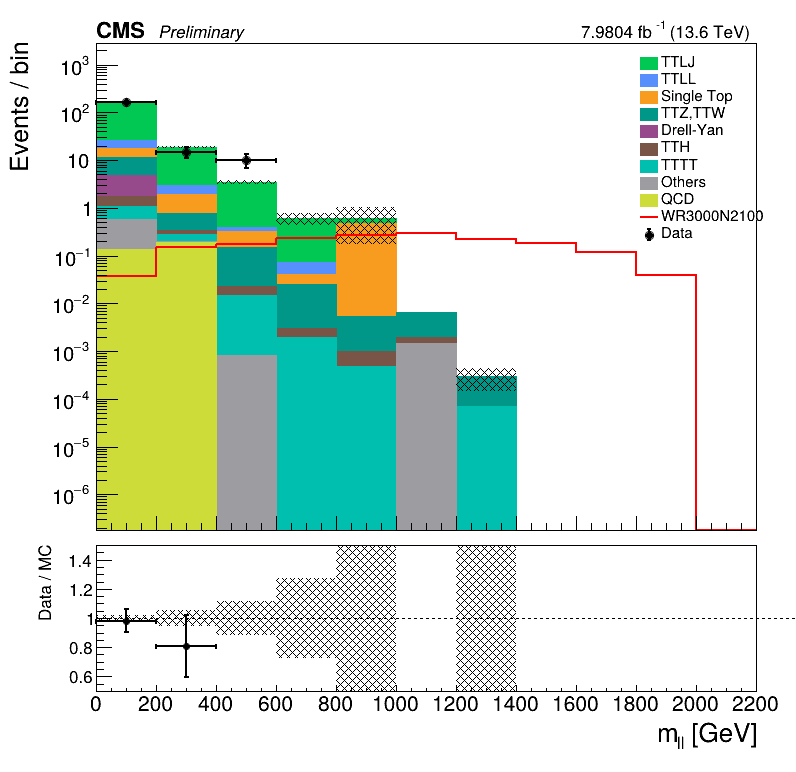 CMS Preliminary 7.9804 fb⁻¹ (13.6 TeV)
Events / bin
10³
10²
10
1
10⁻¹
10⁻²
10⁻³
10⁻⁴
10⁻⁵
10⁻⁶
TTLJ
TTLL
Single Top
TTZ,TTW
Drell-Yan
TTH
TTTT
Others
QCD
WR3000N2100
Data
Data / MC
1.4
1.2
1
0.8
0.6
0 200 400 600 800 1000 1200 1400 1600 1800 2000 2200
m_ll [GeV]